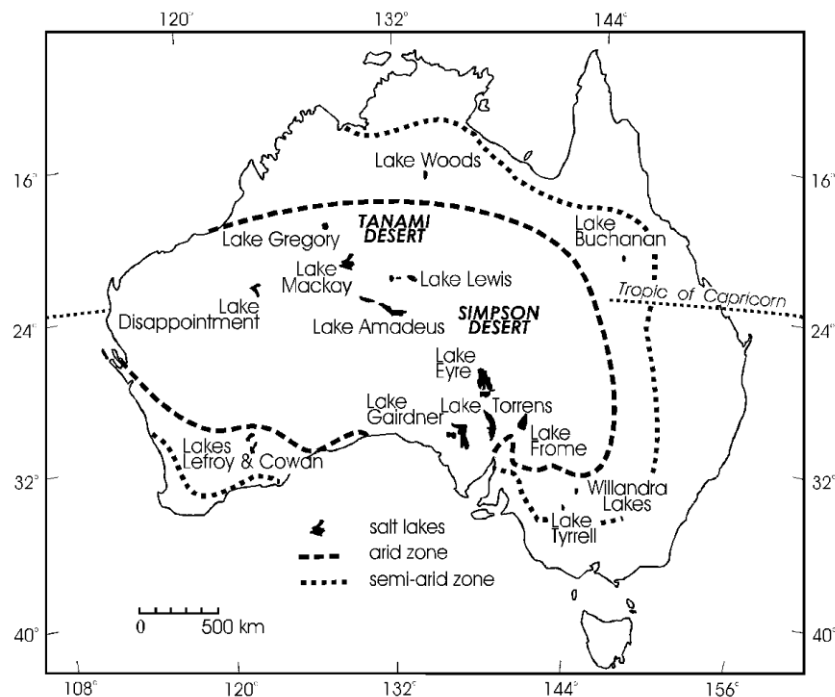 120° 132° 144°
Lake Woods
16° 16°
Lake
Buchanan
TANAMI
DESERT
Lake Gregory
Lake
Mackay
Lake Lewis
Tropic of Capricorn
Lake
Disappointment
SIMPSON
DESERT
Lake Amadeus
24° 24°
Lake
Eyre
Lake
Gairdner
Lake Torrens
Lake
Frome
Lakes
Lefroy & Cowan
32° 32°
Willandra
Lakes
Lake
Tyrrell
salt lakes
arid zone
semi-arid zone
0 500 km
40° 40°
108° 120° 132° 144° 156°